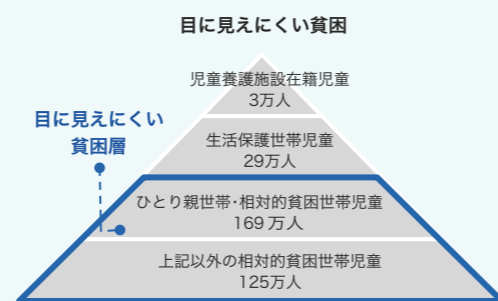 目に見えにくい貧困
児童養護施設在籍児童
3万人
目に見えにくい
貧困層
生活保護世帯児童
29万人
ひとり親世帯・相対的貧困世帯児童
169万人
上記以外の相対的貧困世帯児童
125万人